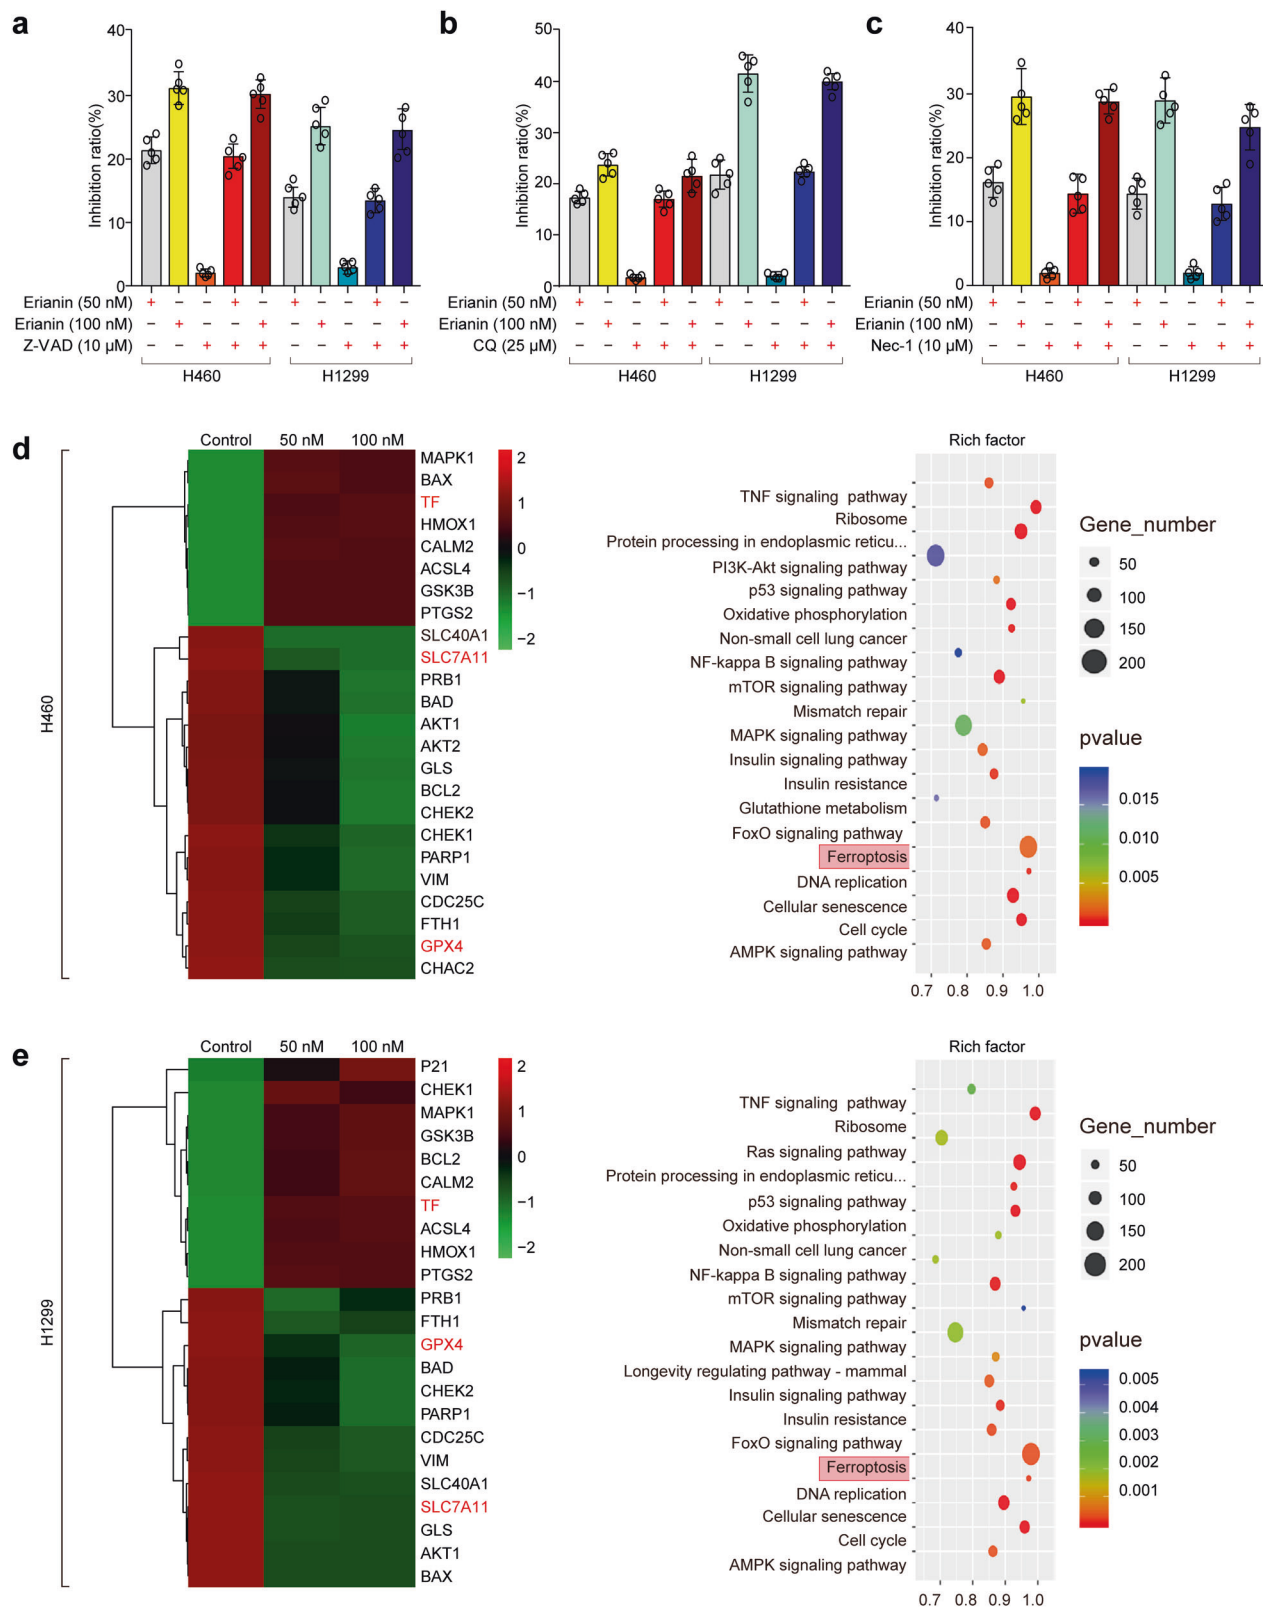 a
Inhibition ratio(%)
40
30
20
10
0
Erianin (50 nM) + − − + − + − − + −
Erianin (100 nM) − + − − + − + − − +
Z-VAD (10 µM) − − + + + − − + + +
H460 H1299
b
Inhibition ratio(%)
50
40
30
20
10
0
Erianin (50 nM) + − − + − + − − + −
Erianin (100 nM) − + − − + − + − − +
CQ (25 µM) − − + + + − − + + +
H460 H1299
c
Inhibition ratio(%)
40
30
20
10
0
Erianin (50 nM) + − − + − + − − + −
Erianin (100 nM) − + − − + − + − − +
Nec-1 (10 µM) − − + + + − − + + +
H460 H1299
d
H460
Control 50 nM 100 nM
MAPK1
BAX
TF
HMOX1
CALM2
ACSL4
GSK3B
PTGS2
SLC40A1
SLC7A11
PRB1
BAD
AKT1
AKT2
GLS
BCL2
CHEK2
CHEK1
PARP1
VIM
CDC25C
FTH1
GPX4
CHAC2
2
1
0
−1
−2
Rich factor
TNF signaling pathway
Ribosome
Protein processing in endoplasmic reticu...
PI3K-Akt signaling pathway
p53 signaling pathway
Oxidative phosphorylation
Non-small cell lung cancer
NF-kappa B signaling pathway
mTOR signaling pathway
Mismatch repair
MAPK signaling pathway
Insulin signaling pathway
Insulin resistance
Glutathione metabolism
FoxO signaling pathway
Ferroptosis
DNA replication
Cellular senescence
Cell cycle
AMPK signaling pathway
0.7 0.8 0.9 1.0
Gene_number
50
100
150
200
pvalue
0.015
0.010
0.005
e
H1299
Control 50 nM 100 nM
P21
CHEK1
MAPK1
GSK3B
BCL2
CALM2
TF
ACSL4
HMOX1
PTGS2
PRB1
FTH1
GPX4
BAD
CHEK2
PARP1
CDC25C
VIM
SLC40A1
SLC7A11
GLS
AKT1
BAX
2
1
0
−1
−2
Rich factor
TNF signaling pathway
Ribosome
Ras signaling pathway
Protein processing in endoplasmic reticu...
p53 signaling pathway
Oxidative phosphorylation
Non-small cell lung cancer
NF-kappa B signaling pathway
mTOR signaling pathway
Mismatch repair
MAPK signaling pathway
Longevity regulating pathway - mammal
Insulin signaling pathway
Insulin resistance
FoxO signaling pathway
Ferroptosis
DNA replication
Cellular senescence
Cell cycle
AMPK signaling pathway
0.7 0.8 0.9 1.0
Gene_number
50
100
150
200
pvalue
0.005
0.004
0.003
0.002
0.001